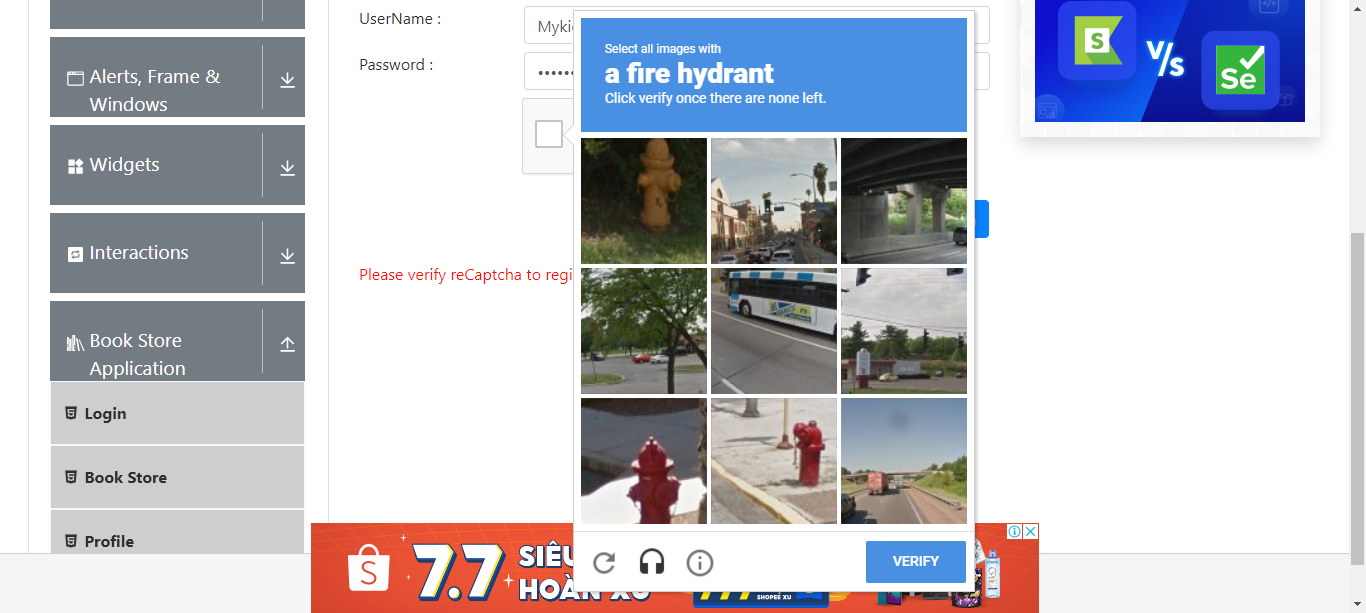 Alerts, Frame &
Windows
Widgets
Interactions
Book Store
Application
Login
Book Store
Profile
UserName :
Password :
Please verify reCaptcha to regi
Select all images with
a fire hydrant
Click verify once there are none left.
VERIFY
S
V/s
Se
S
7.7
SIÊU
HOÀN XU
777
SHOPEE XU